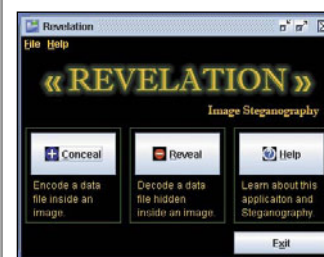 Revelation
File Help
« REVELATION »
Image Steganography
Conceal
Reveal
Help
Encode a data
file inside an
image.
Decode a data
file hidden
inside an image.
Learn about this
applicaiton and
Steganography.
Exit